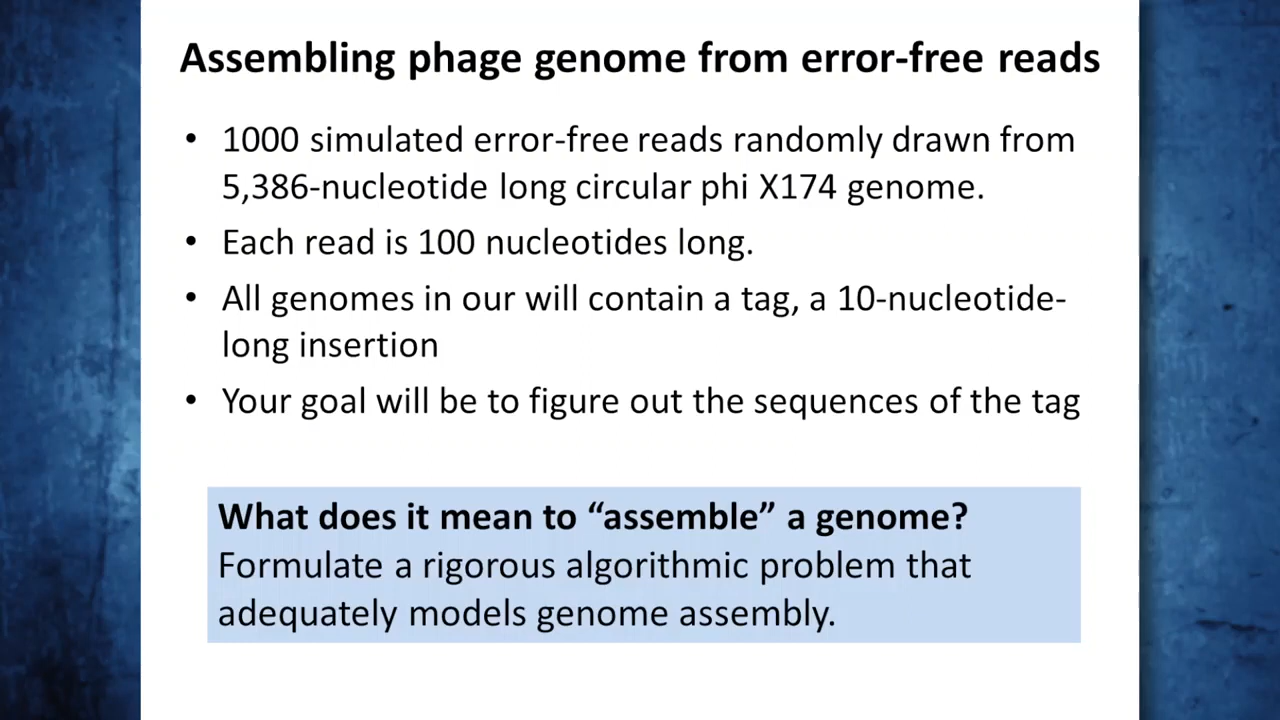 Assembling phage genome from error-free reads
• 1000 simulated error-free reads randomly drawn from
5,386-nucleotide long circular phi X174 genome.
• Each read is 100 nucleotides long.
• All genomes in our will contain a tag, a 10-nucleotide-
long insertion
• Your goal will be to figure out the sequences of the tag
What does it mean to “assemble” a genome?
Formulate a rigorous algorithmic problem that
adequately models genome assembly.